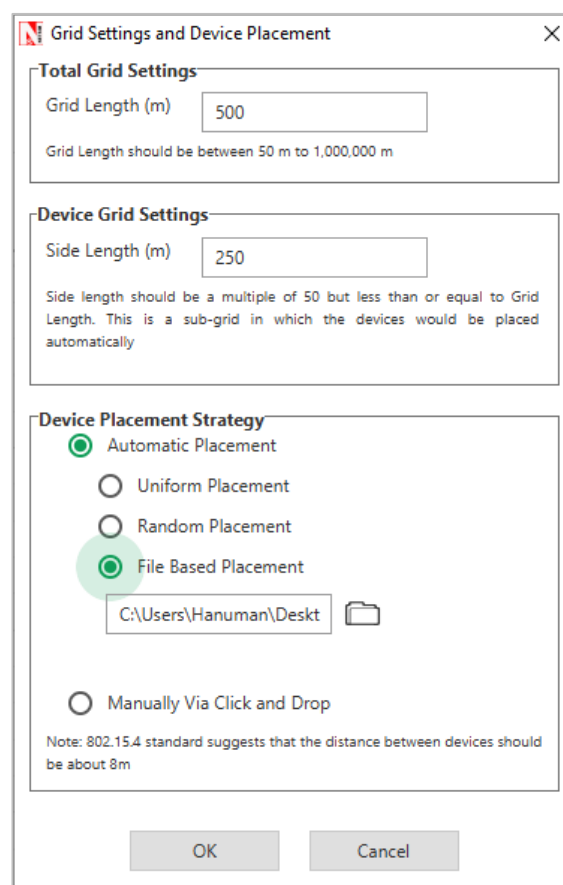 Grid Settings and Device Placement
Total Grid Settings
Grid Length (m) 500
Grid Length should be between 50 m to 1,000,000 m
Device Grid Settings
Side Length (m) 250
Side length should be a multiple of 50 but less than or equal to Grid
Length. This is a sub-grid in which the devices would be placed
automatically
Device Placement Strategy
Automatic Placement
Uniform Placement
Random Placement
File Based Placement
C:\Users\Hanuman\Deskt
Manually Via Click and Drop
Note: 802.15.4 standard suggests that the distance between devices should
be about 8m
OK Cancel